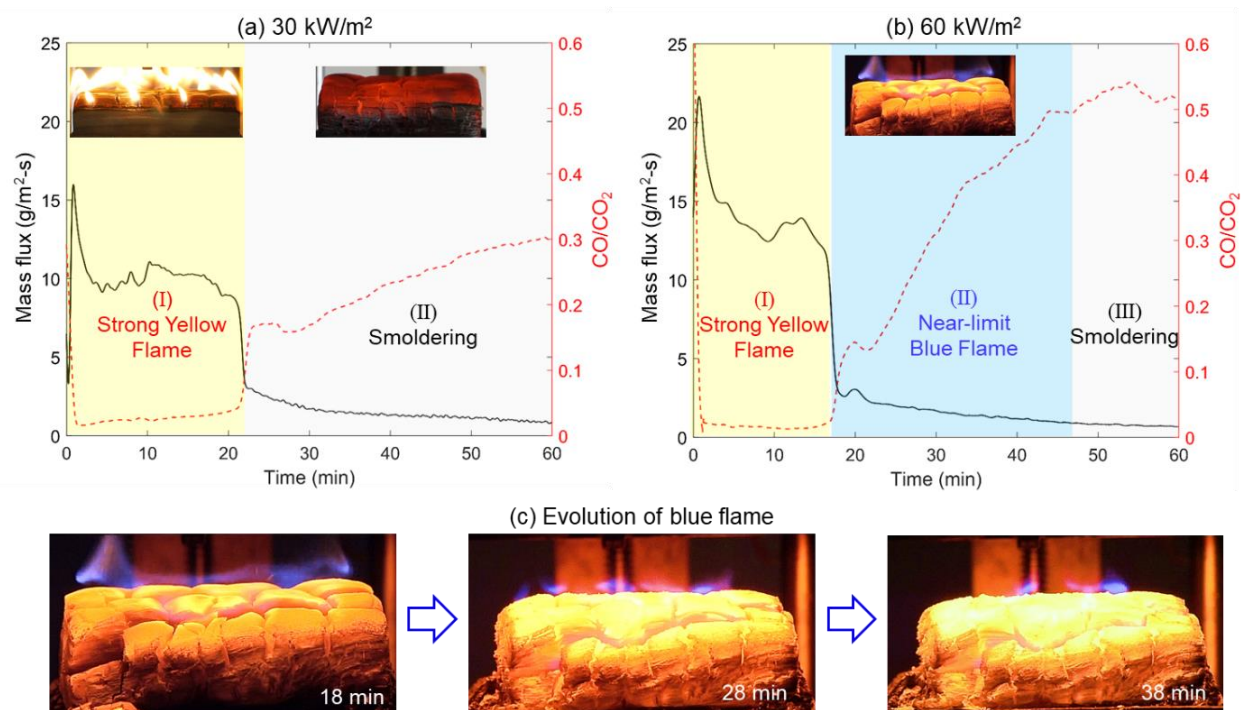 (a) 30 kW/m²
25
20
15
10
5
0
Mass flux (g/m²-s)
0.6
0.5
0.4
0.3
0.2
0.1
0
CO/CO₂
(I)
Strong Yellow
Flame
(II)
Smoldering
0 10 20 30 40 50 60
Time (min)
(b) 60 kW/m²
25
20
15
10
5
0
Mass flux (g/m²-s)
0.6
0.5
0.4
0.3
0.2
0.1
0
CO/CO₂
(I)
Strong Yellow
Flame
(II)
Near-limit
Blue Flame
(III)
Smoldering
0 10 20 30 40 50 60
Time (min)
(c) Evolution of blue flame
18 min
28 min
38 min